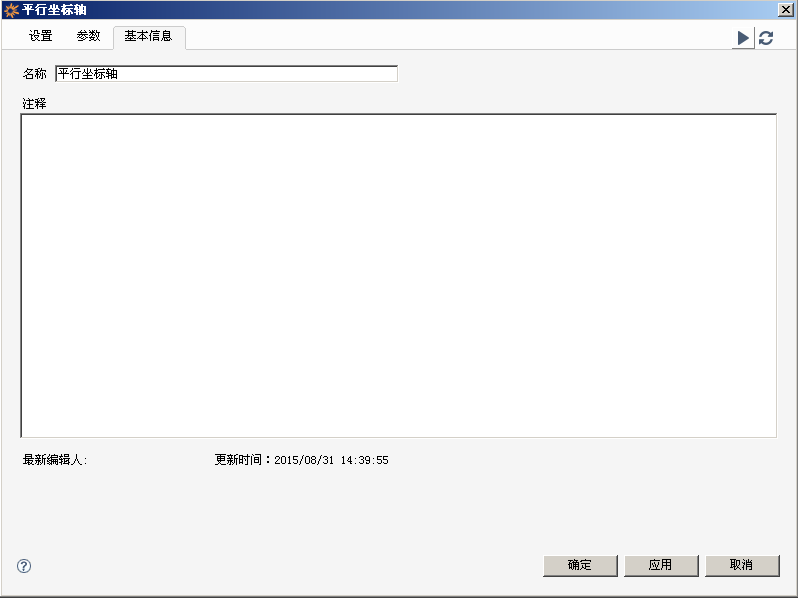 平行坐标轴
设置 参数 基本信息
名称 平行坐标轴
注释
最新编辑人: 更新时间：2015/08/31 14:39:55
确定 应用 取消